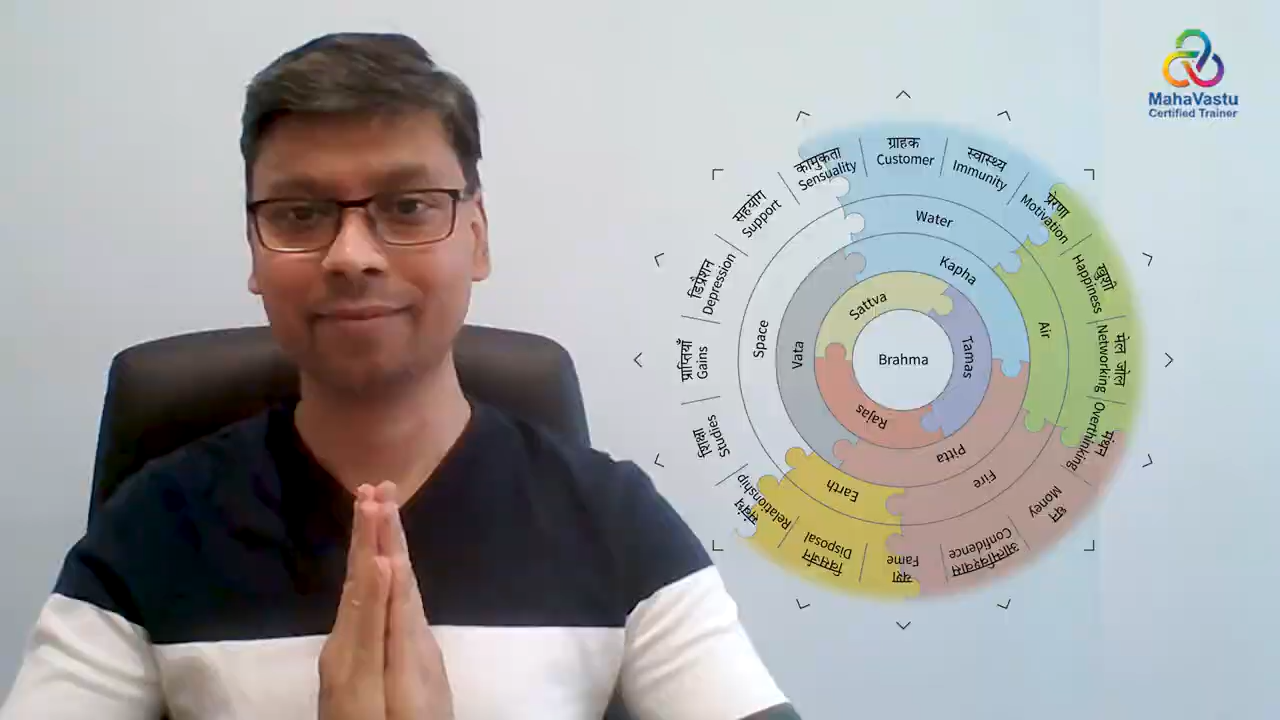 MahaVastu
Certified Trainer
ग्राहक
Customer
स्वास्थ्य
Immunity
प्रेरणा
Motivation
खुशी
Happiness
मेल जोल
Networking
मंथन
Overthinking
धन
Money
आत्मविश्वास
Confidence
यश
Fame
विसर्जन
Disposal
संबंध
Relationship
शिक्षा
Studies
प्राप्तियाँ
Gains
डिप्रेशन
Depression
सहयोग
Support
कामुकता
Sensuality
Water
Air
Fire
Earth
Space
Kapha
Pitta
Vata
Sattva
Tamas
Rajas
Brahma